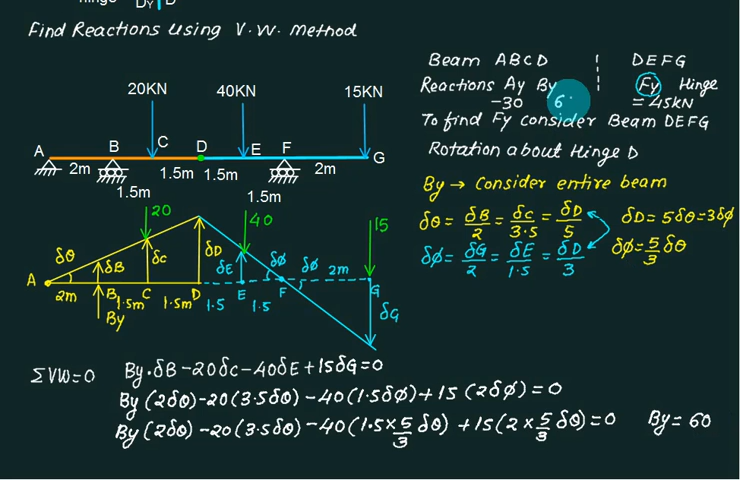 hinge DY D
Find Reactions using V.W. method
Beam ABCD DEFG
Reactions Ay By Fy Hinge
-30 6 = 45KN
To find Fy consider Beam DEFG
Rotation about Hinge D
By → Consider entire beam
20KN 40KN 15KN
A B C D E F G
2m 1.5m 1.5m 1.5m 1.5m 2m
δθ = δB/2 = δC/3.5 = δD/5 δD = 5δθ = 3δϕ
δϕ = δG/2 = δE/1.5 = δD/3 δϕ = 5/3 δθ
20 40 15
δθ δB δC δD δE δϕ δϕ 2m
A B C D E F G
2m 1.5m 1.5m 1.5 1.5 δG
By
ΣVW=0 By·δB-20δC-40δE+15δG=0
By(2δθ)-20(3.5δθ)-40(1.5δϕ)+15(2δϕ)=0
By(2δθ)-20(3.5δθ)-40(1.5×5/3 δθ)+15(2×5/3 δθ)=0 By=60